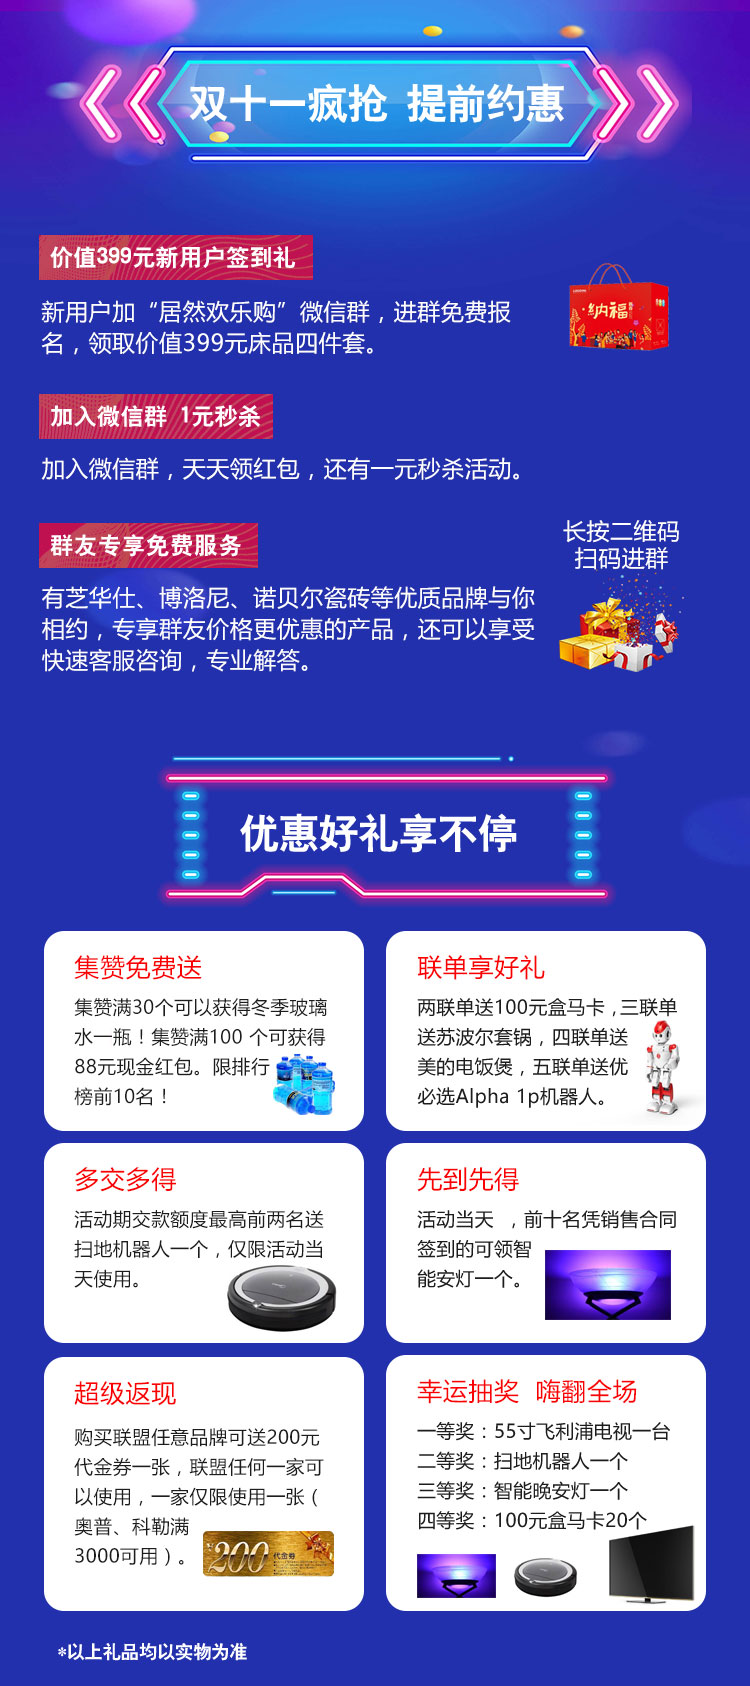 双十一疯抢 提前约惠
价值399元新用户签到礼
新用户加“居然欢乐购”微信群，进群免费报
名，领取价值399元床品四件套。
纳福
加入微信群 1元秒杀
加入微信群，天天领红包，还有一元秒杀活动。
长按二维码
扫码进群
群友专享免费服务
有芝华仕、博洛尼、诺贝尔瓷砖等优质品牌与你
相约，专享群友价格更优惠的产品，还可以享受
快速客服咨询，专业解答。
优惠好礼享不停
集赞免费送
集赞满30个可以获得冬季玻璃
水一瓶！集赞满100 个可获得
88元现金红包。限排行
榜前10名！
联单享好礼
两联单送100元盒马卡，三联单
送苏波尔套锅，四联单送
美的电饭煲，五联单送优
必选Alpha 1p机器人。
多交多得
活动期交款额度最高前两名送
扫地机器人一个，仅限活动当
天使用。
先到先得
活动当天 ，前十名凭销售合同
签到的可领智
能安灯一个。
超级返现
购买联盟任意品牌可送200元
代金券一张，联盟任何一家可
以使用，一家仅限使用一张（
奥普、科勒满
3000可用）。
¥200 代金券
幸运抽奖 嗨翻全场
一等奖：55寸飞利浦电视一台
二等奖：扫地机器人一个
三等奖：智能晚安灯一个
四等奖：100元盒马卡20个
*以上礼品均以实物为准